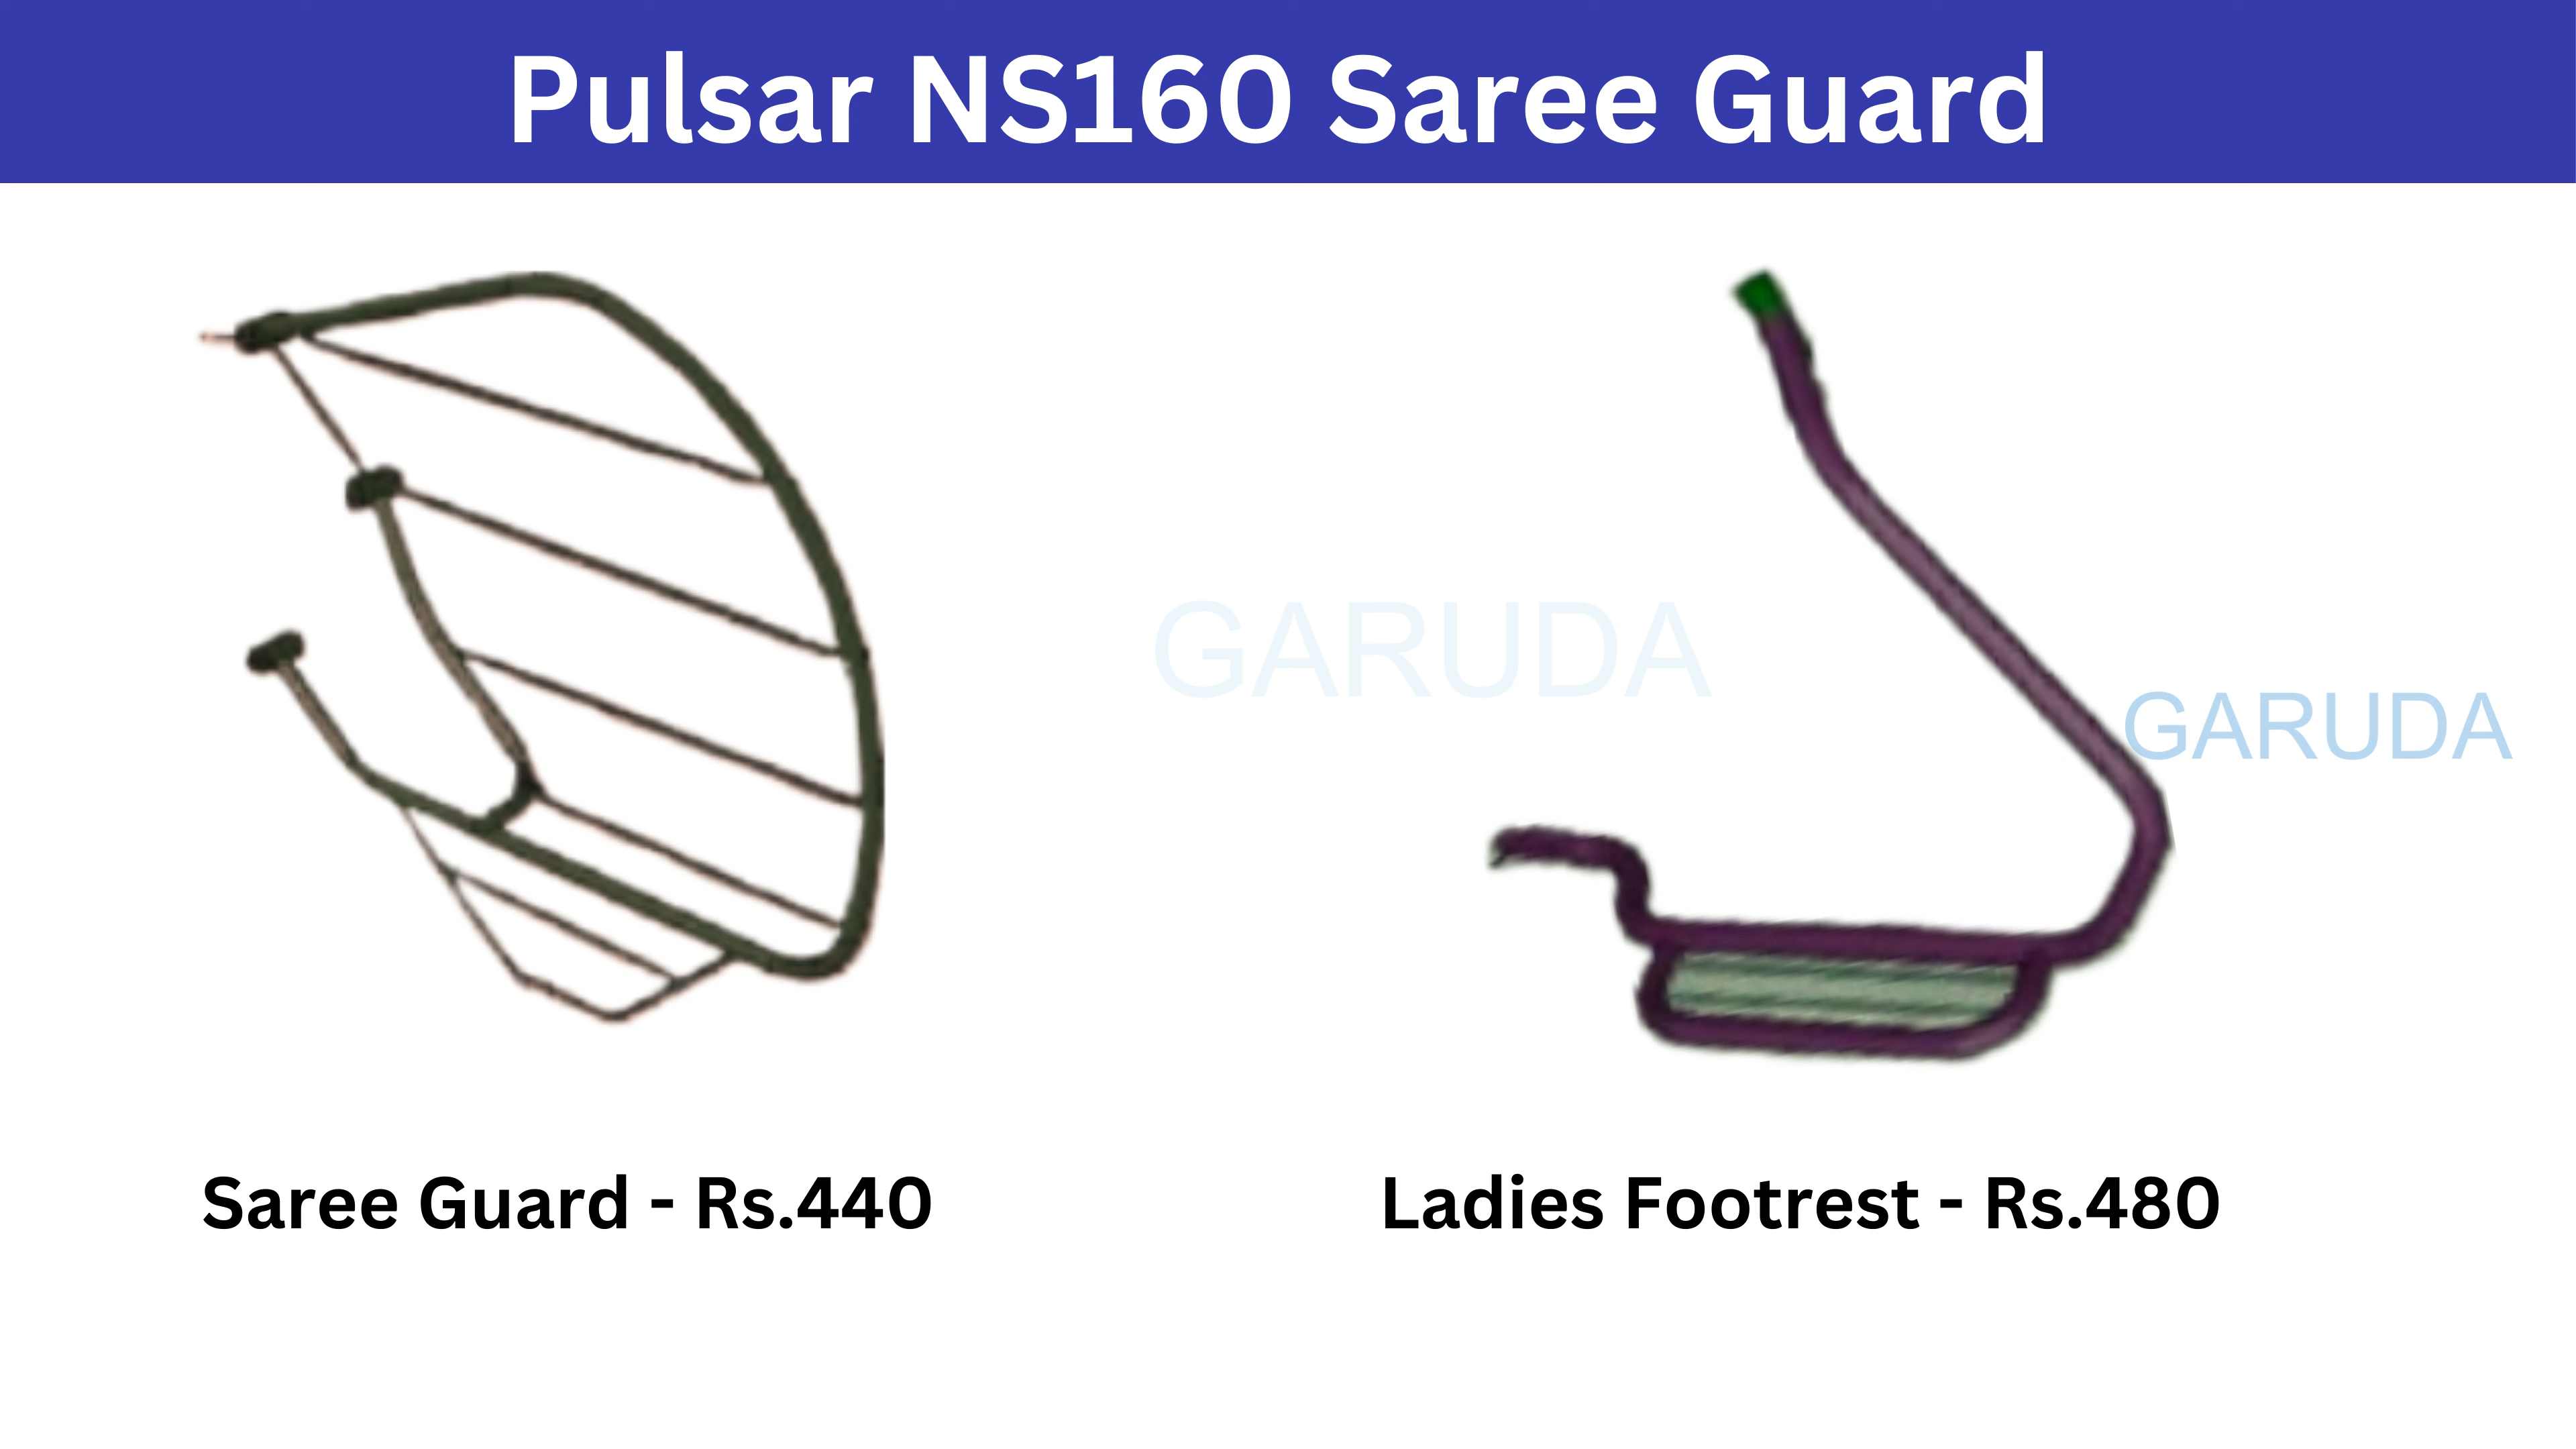 Pulsar NS160 Saree Guard
GARUDA
GARUDA
Saree Guard - Rs.440
Ladies Footrest - Rs.480